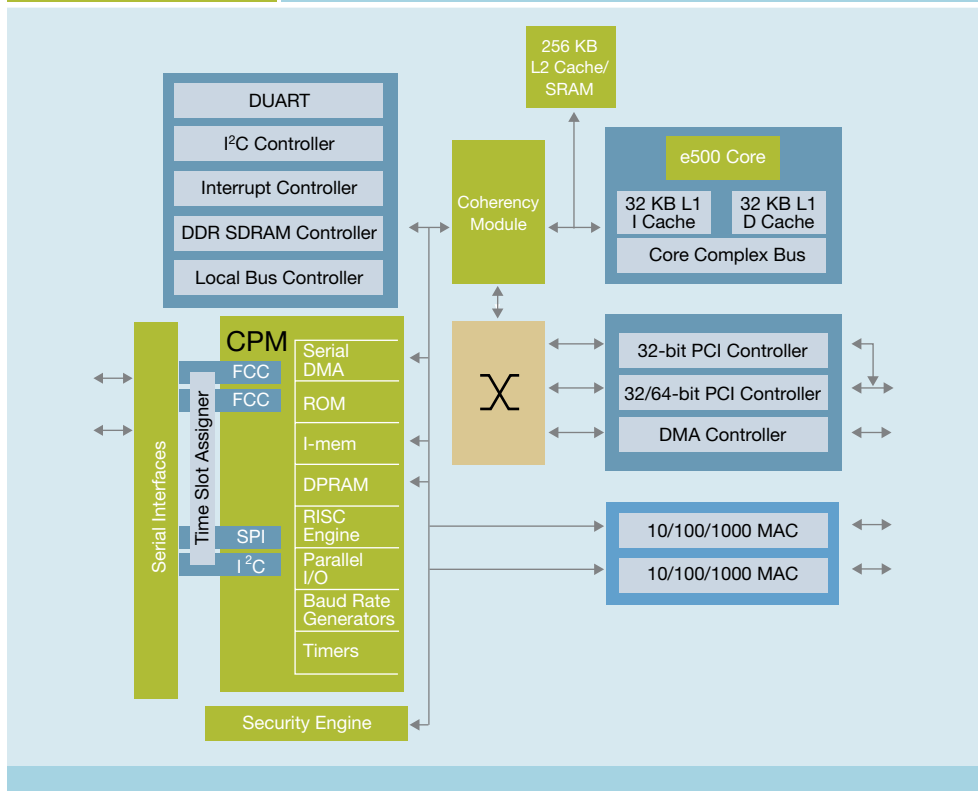 256 KB
L2 Cache/
SRAM
DUART
I²C Controller
Interrupt Controller
DDR SDRAM Controller
Local Bus Controller
Coherency
Module
e500 Core
32 KB L1
I Cache
32 KB L1
D Cache
Core Complex Bus
Serial Interfaces
Time Slot Assigner
CPM
FCC
FCC
SPI
I²C
Serial
DMA
ROM
I-mem
DPRAM
RISC
Engine
Parallel
I/O
Baud Rate
Generators
Timers
32-bit PCI Controller
32/64-bit PCI Controller
DMA Controller
10/100/1000 MAC
10/100/1000 MAC
Security Engine